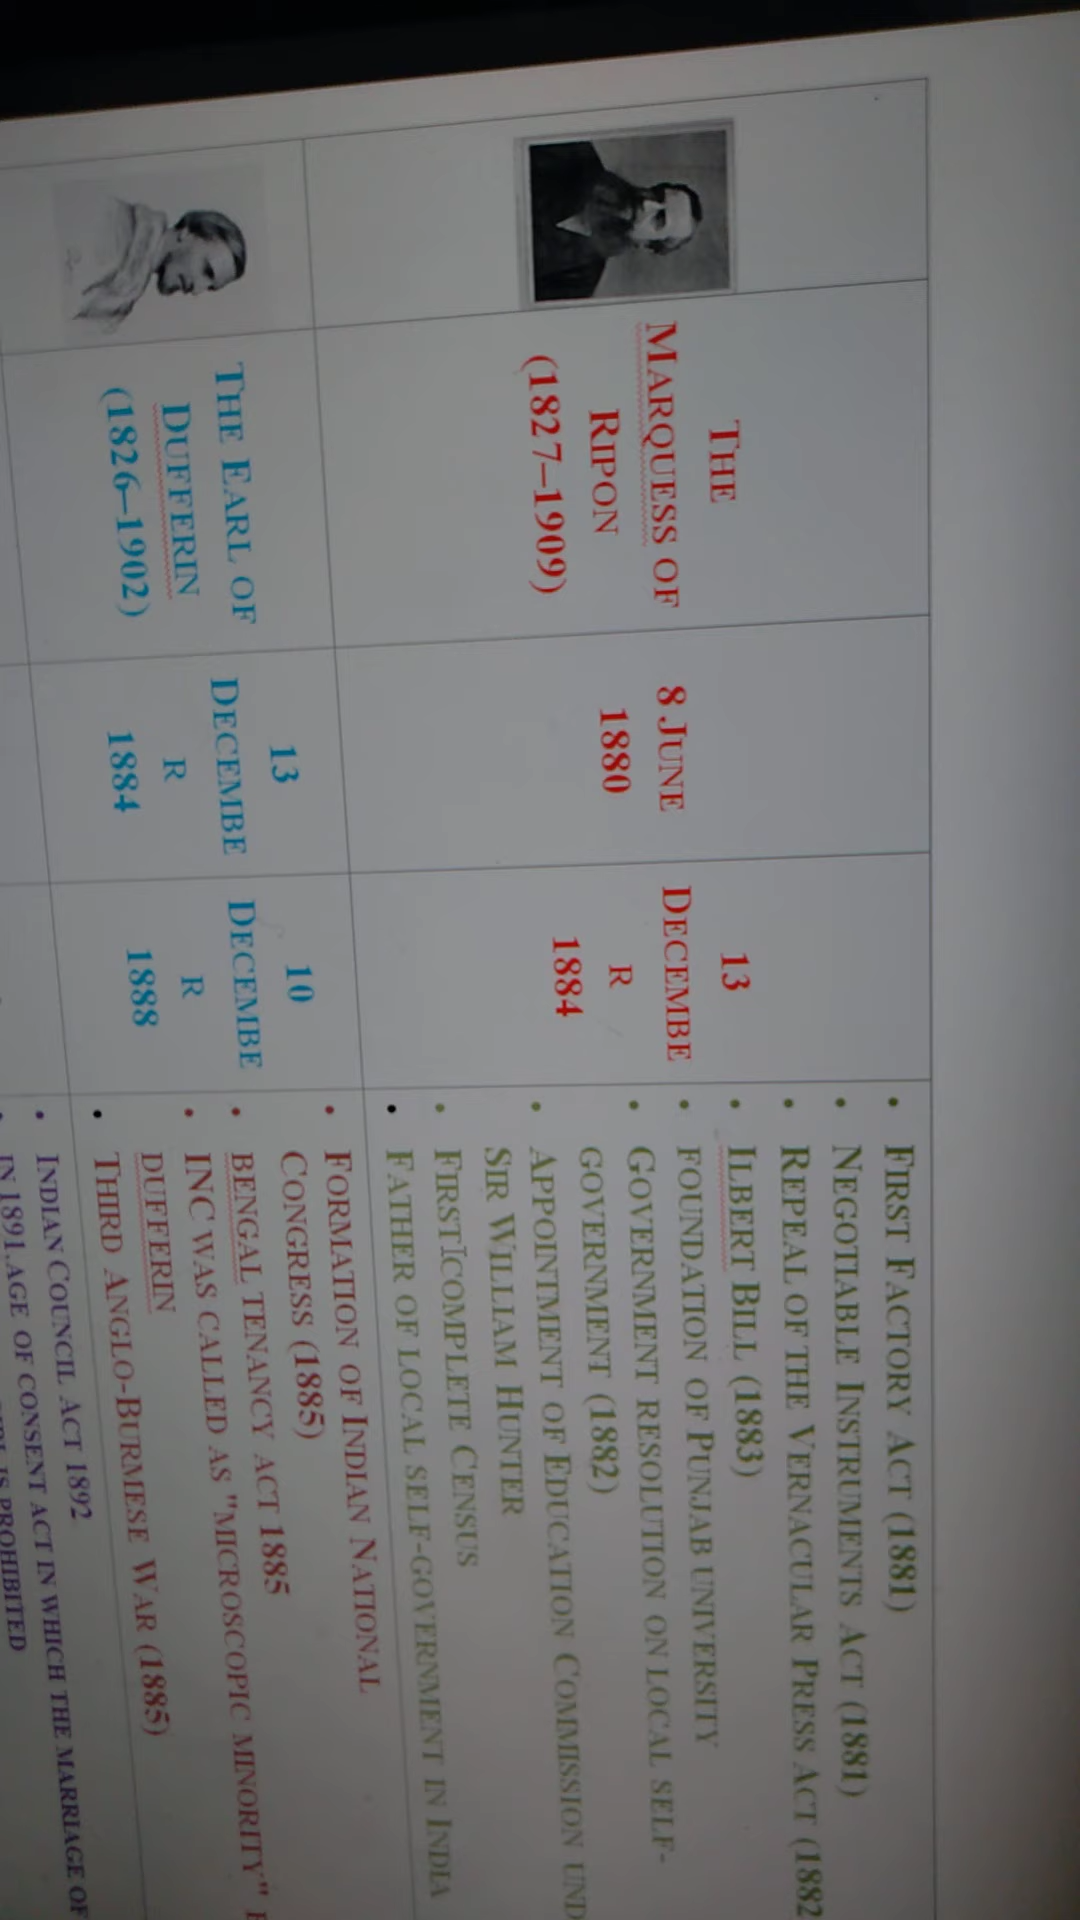 THE
MARQUESS OF
RIPON
(1827–1909)
8 JUNE
1880
13
DECEMBE
R
1884
• FIRST FACTORY ACT (1881)
• NEGOTIABLE INSTRUMENTS ACT (1881)
• REPEAL OF THE VERNACULAR PRESS ACT (1882
• ILBERT BILL (1883)
• FOUNDATION OF PUNJAB UNIVERSITY
• GOVERNMENT RESOLUTION ON LOCAL SELF-
GOVERNMENT (1882)
• APPOINTMENT OF EDUCATION COMMISSION UND
SIR WILLIAM HUNTER
• FIRST COMPLETE CENSUS
• FATHER OF LOCAL SELF-GOVERNMENT IN INDIA
THE EARL OF
DUFFERIN
(1826–1902)
13
DECEMBE
R
1884
10
DECEMBE
R
1888
• FORMATION OF INDIAN NATIONAL
CONGRESS (1885)
• BENGAL TENANCY ACT 1885
• INC WAS CALLED AS "MICROSCOPIC MINORITY"
DUFFERIN
• THIRD ANGLO-BURMESE WAR (1885)
• INDIAN COUNCIL ACT 1892
• IN 1891, AGE OF CONSENT ACT IN WHICH THE MARRIAGE OF
IS PROHIBITED